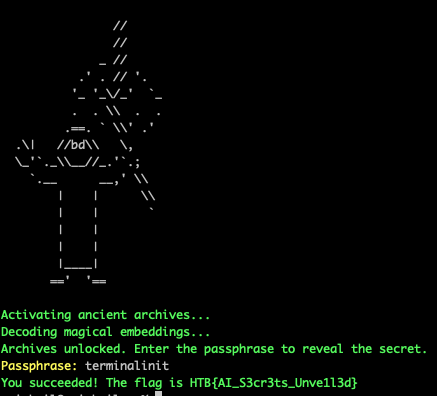 Activating ancient archives...
Decoding magical embeddings...
Archives unlocked. Enter the passphrase to reveal the secret.
Passphrase: terminalinit
You succeeded! The flag is HTB{AI_S3cr3ts_Unve1l3d}